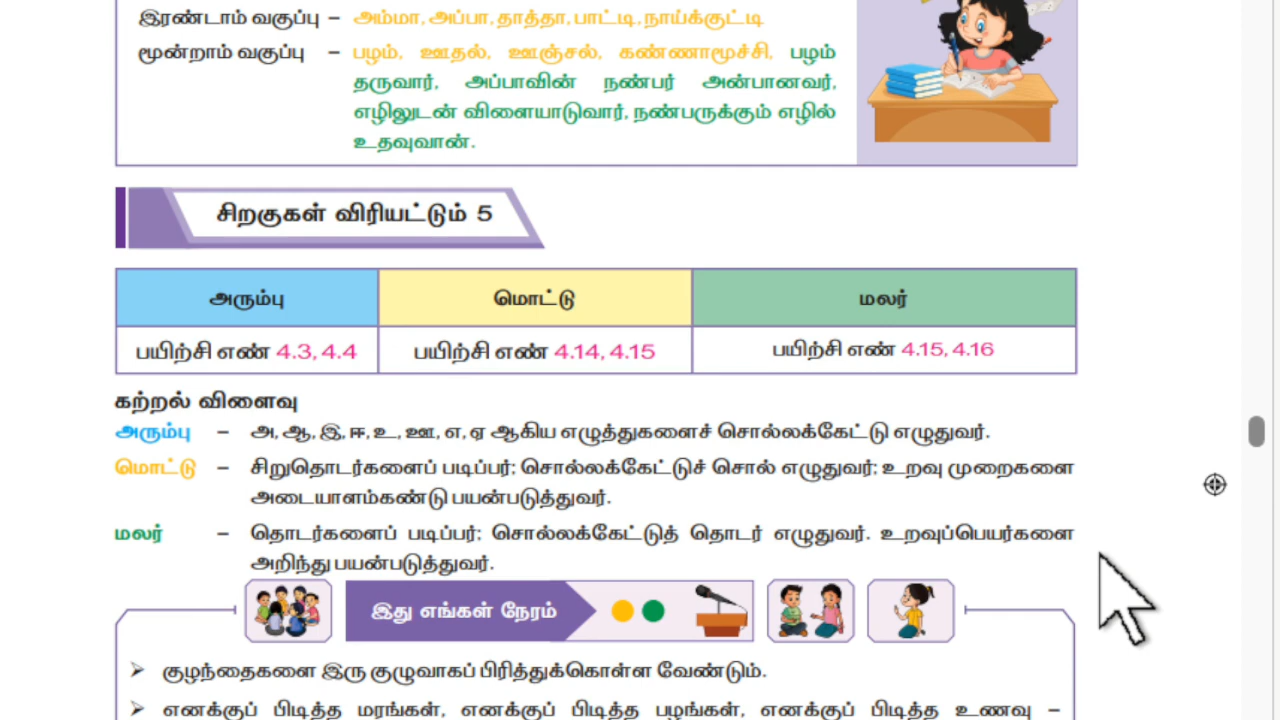 இரண்டாம் வகுப்பு – அம்மா, அப்பா, தாத்தா, பாட்டி, நாய்க்குட்டி
மூன்றாம் வகுப்பு – பழம், ஊதல், ஊஞ்சல், கண்ணாமூச்சி, பழம்
தருவார், அப்பாவின் நண்பர் அன்பானவர்,
எழிலுடன் விளையாடுவார், நண்பருக்கும் எழில்
உதவுவான்.
சிறகுகள் விரியட்டும் 5
அரும்பு மொட்டு மலர்
பயிற்சி எண் 4.3, 4.4 பயிற்சி எண் 4.14, 4.15 பயிற்சி எண் 4.15, 4.16
கற்றல் விளைவு
அரும்பு – அ, ஆ, இ, ஈ, உ, ஊ, எ, ஏ ஆகிய எழுத்துகளைச் சொல்லக்கேட்டு எழுதுவர்.
மொட்டு – சிறுதொடர்களைப் படிப்பர்; சொல்லக்கேட்டுச் சொல் எழுதுவர்; உறவு முறைகளை
அடையாளம்கண்டு பயன்படுத்துவர்.
மலர் – தொடர்களைப் படிப்பர்; சொல்லக்கேட்டுத் தொடர் எழுதுவர். உறவுப்பெயர்களை
அறிந்து பயன்படுத்துவர்.
இது எங்கள் நேரம்
➢ குழந்தைகளை இரு குழுவாகப் பிரித்துக்கொள்ள வேண்டும்.
➢ எனக்குப் பிடித்த மரங்கள், எனக்குப் பிடித்த பழங்கள், எனக்குப் பிடித்த உணவு –